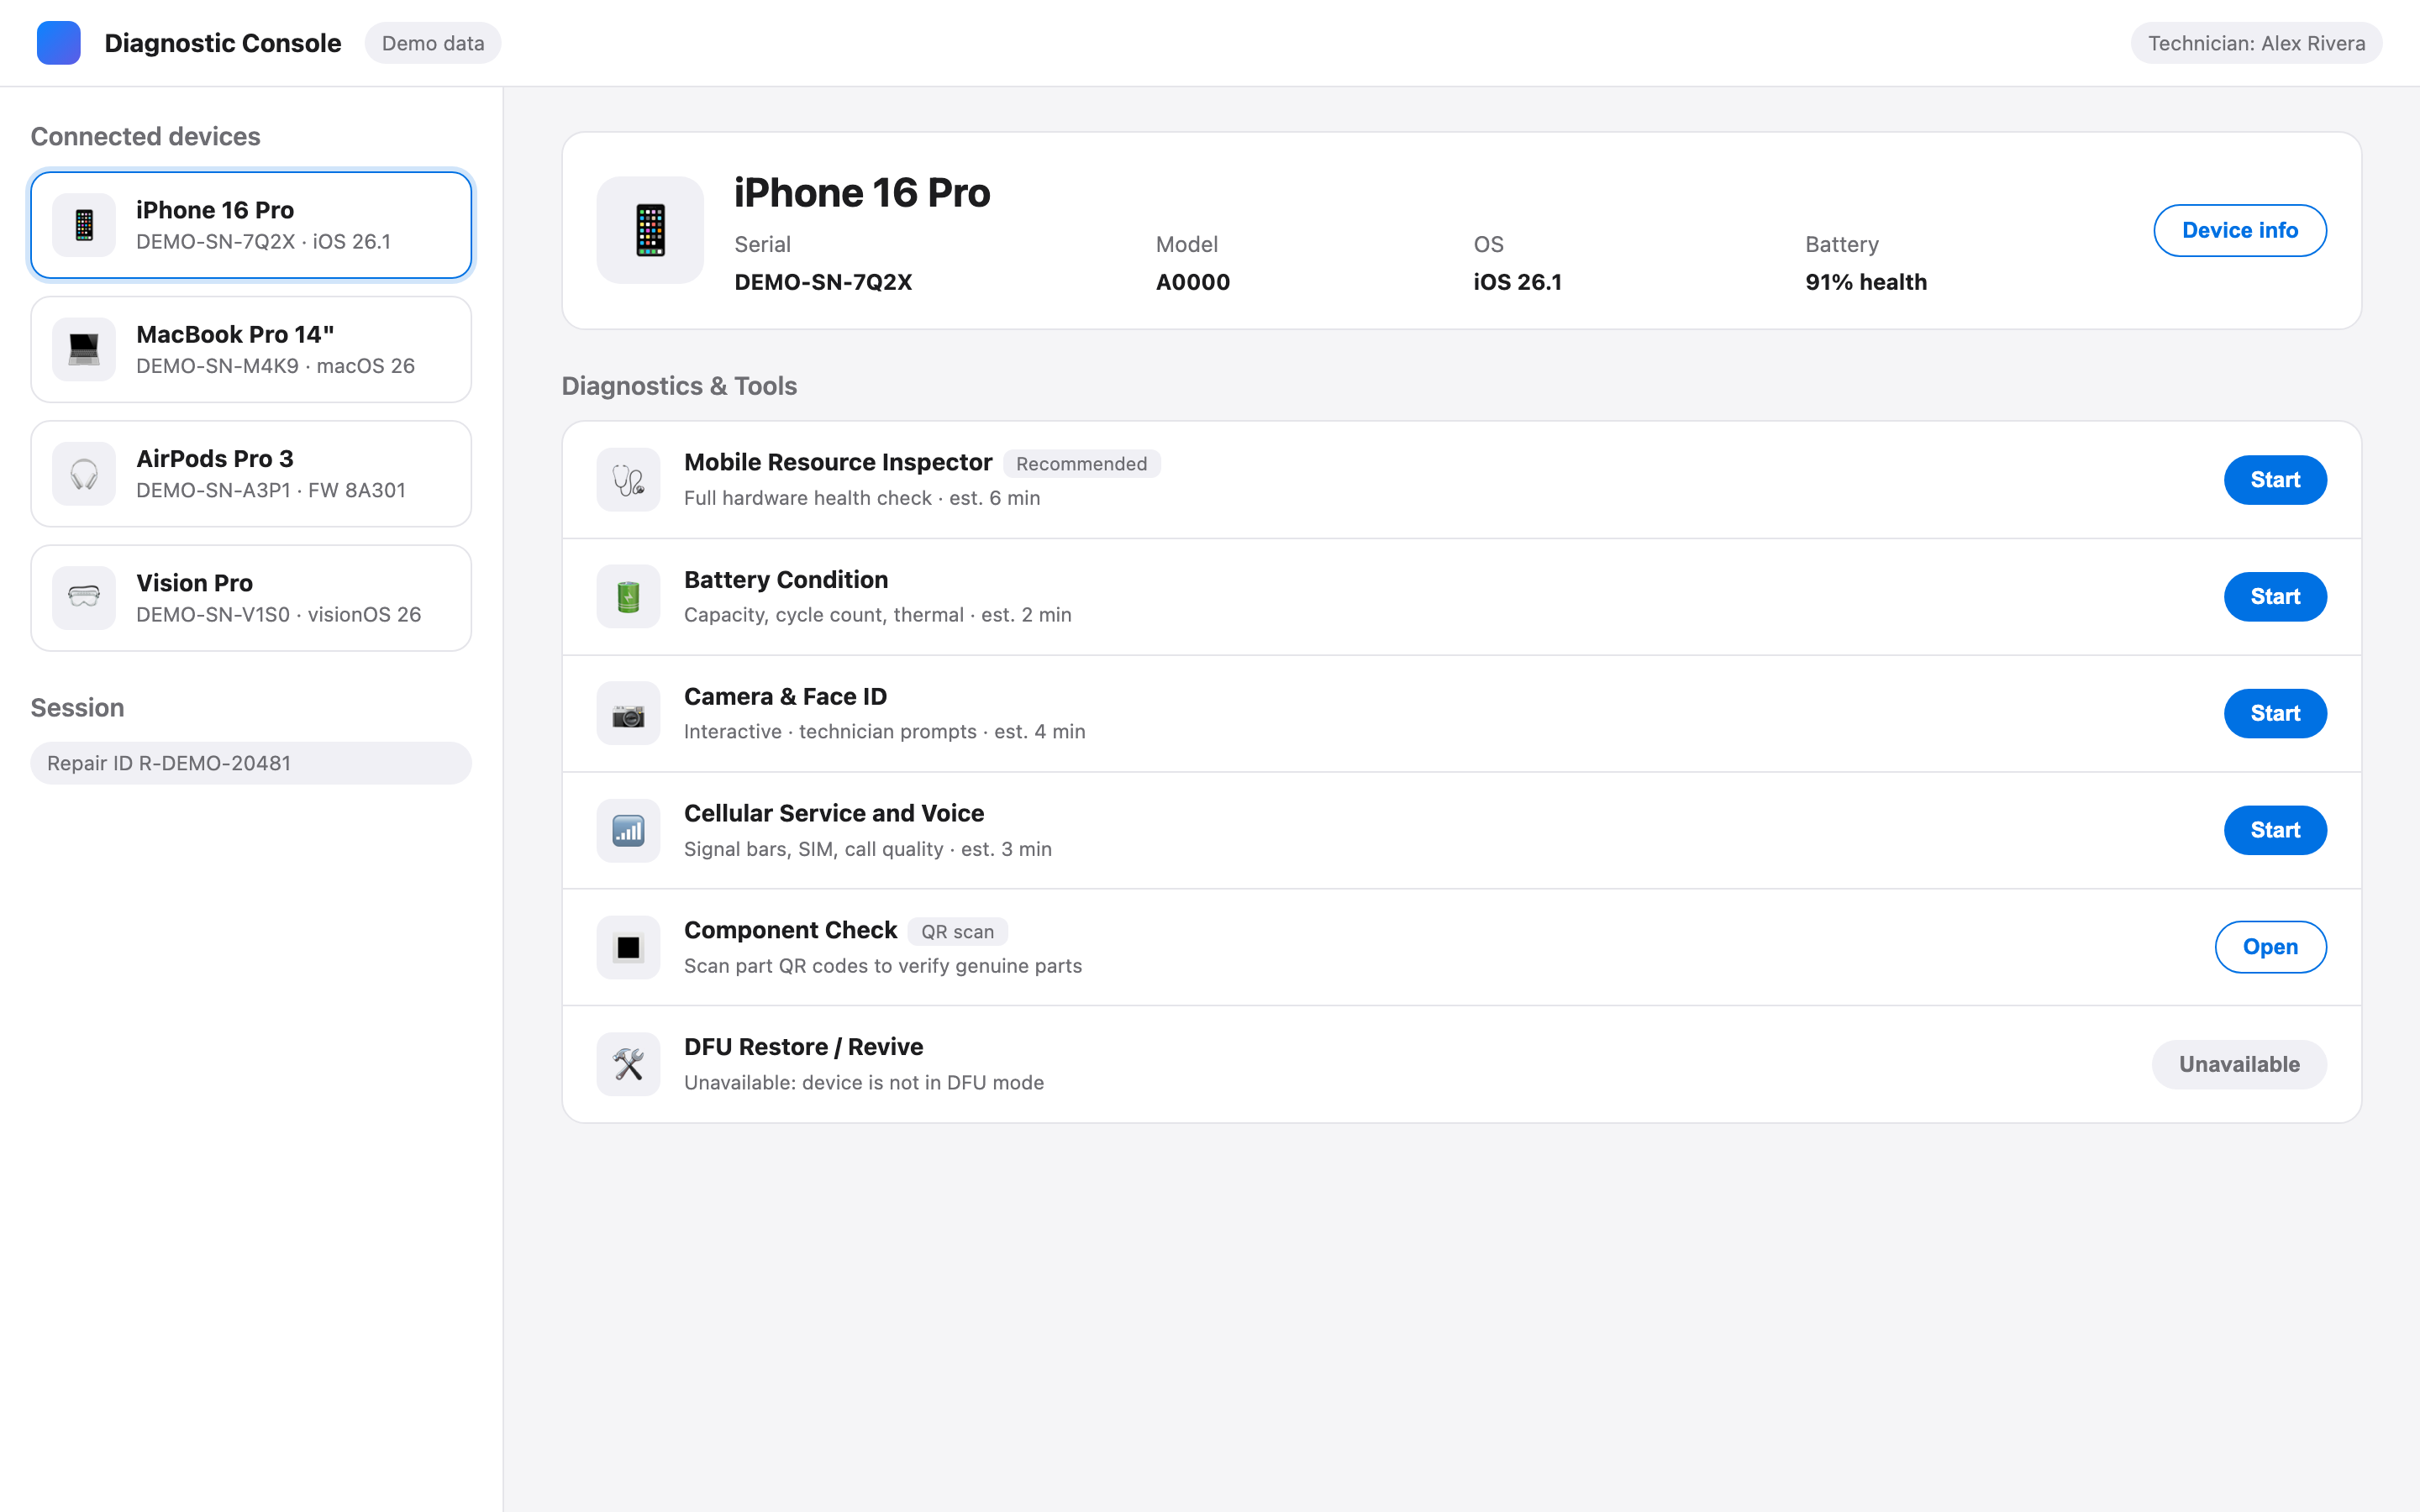 Diagnostic Console
Demo data
Technician: Alex Rivera
Connected devices
iPhone 16 Pro
DEMO-SN-7Q2X · iOS 26.1
MacBook Pro 14"
DEMO-SN-M4K9 · macOS 26
AirPods Pro 3
DEMO-SN-A3P1 · FW 8A301
Vision Pro
DEMO-SN-V1S0 · visionOS 26
Session
Repair ID R-DEMO-20481
iPhone 16 Pro
Serial
DEMO-SN-7Q2X
Model
A0000
OS
iOS 26.1
Battery
91% health
Device info
Diagnostics & Tools
Mobile Resource Inspector
Recommended
Full hardware health check · est. 6 min
Start
Battery Condition
Capacity, cycle count, thermal · est. 2 min
Start
Camera & Face ID
Interactive · technician prompts · est. 4 min
Start
Cellular Service and Voice
Signal bars, SIM, call quality · est. 3 min
Start
Component Check
QR scan
Scan part QR codes to verify genuine parts
Open
DFU Restore / Revive
Unavailable: device is not in DFU mode
Unavailable